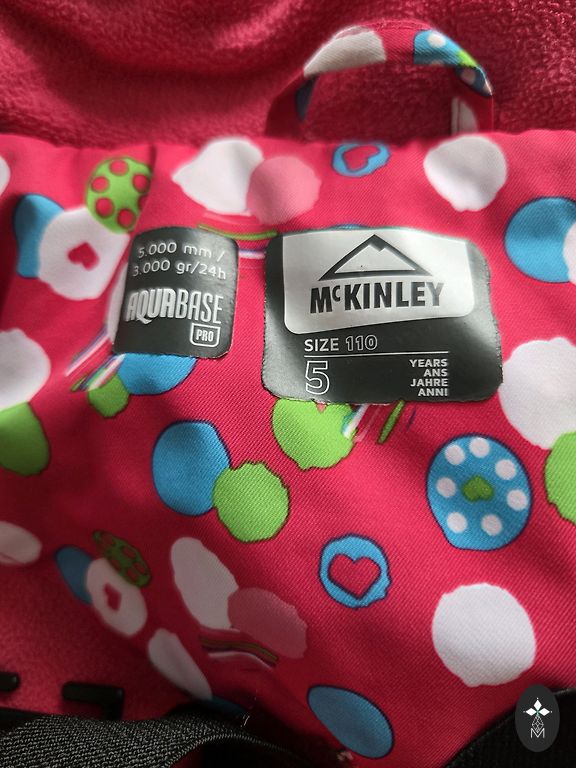 5.000 mm /
3.000 gr/24h
AQUABASE
PRO
McKINLEY
SIZE 110
5
YEARS
ANS
JAHRE
ANNI